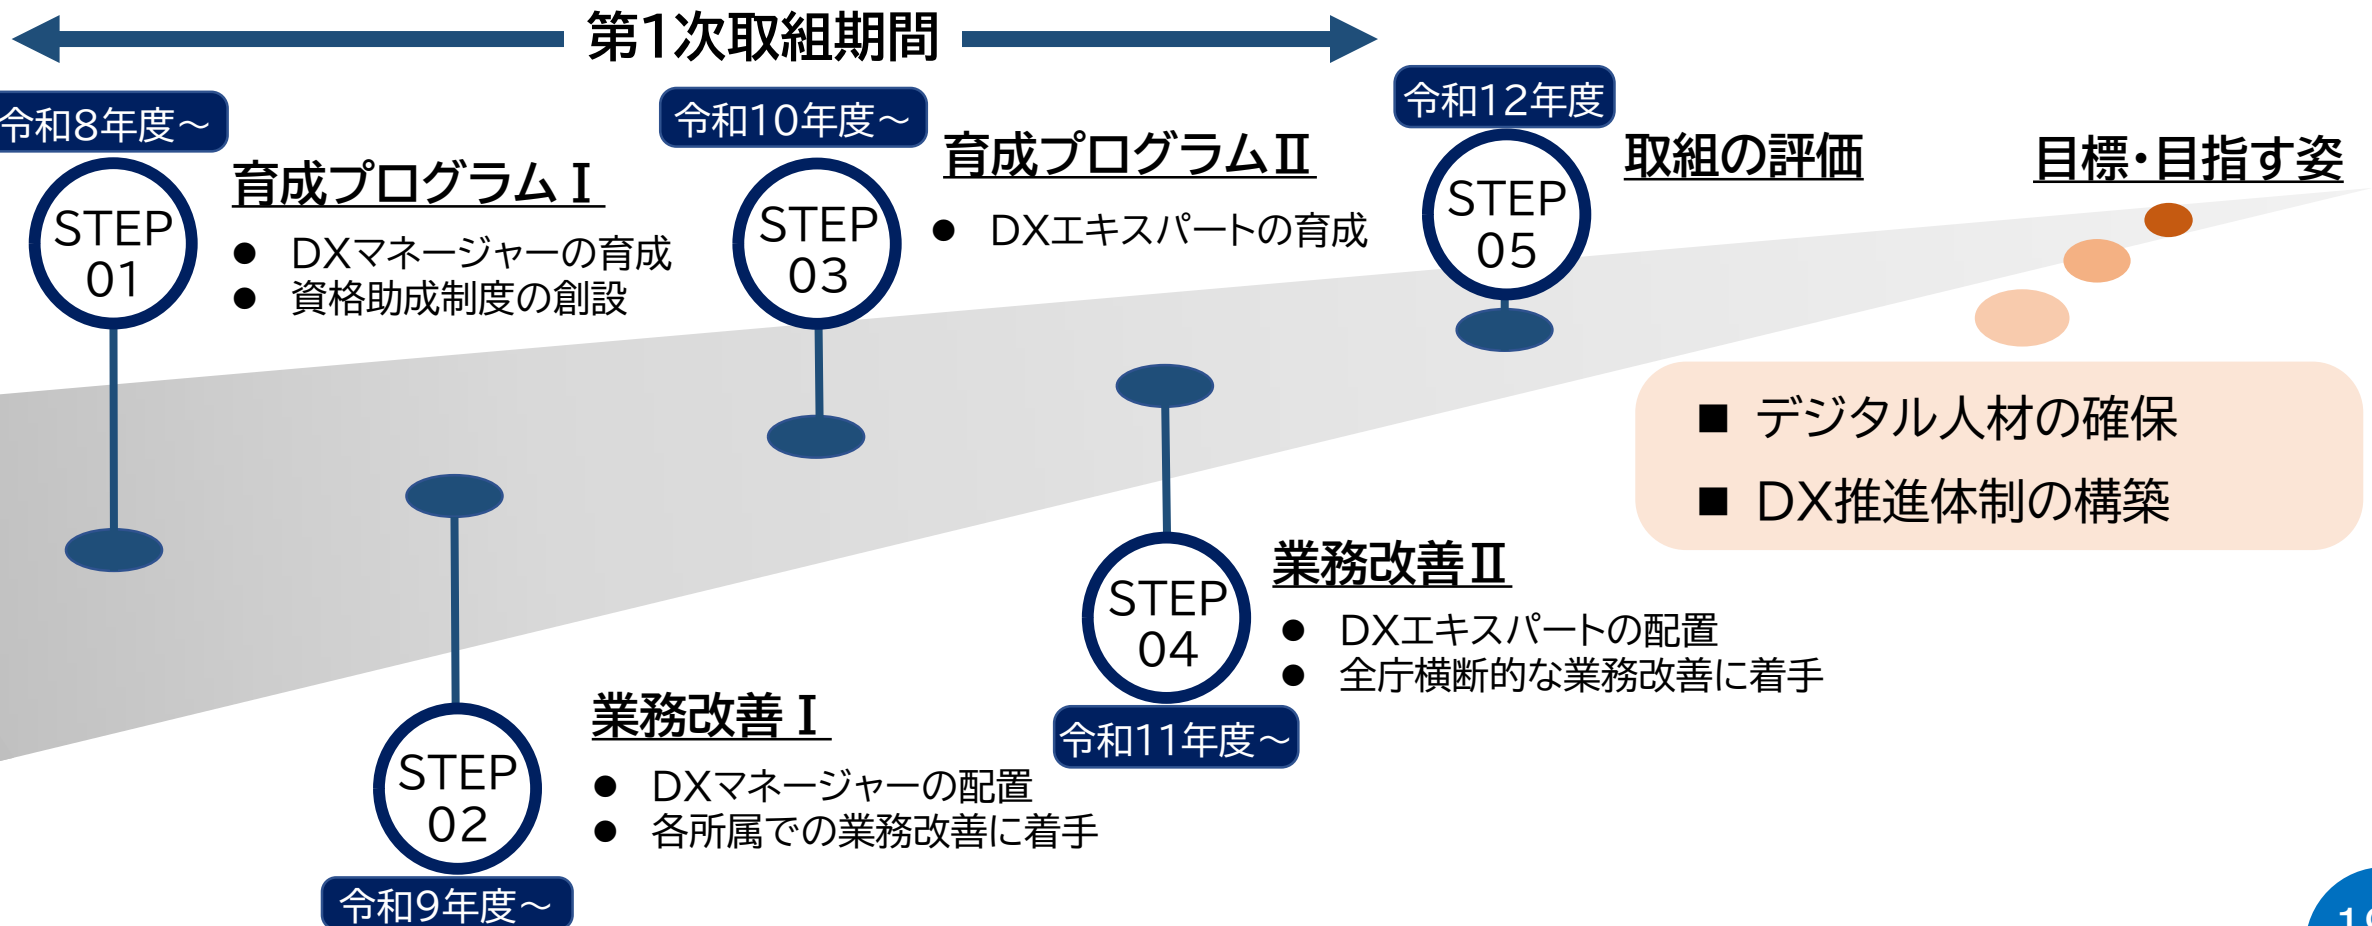 第1次取組期間
令和8年度～
STEP
01
育成プログラムⅠ
● DXマネージャーの育成
● 資格助成制度の創設
令和10年度～
STEP
03
育成プログラムⅡ
● DXエキスパートの育成
令和12年度
STEP
05
取組の評価
目標・目指す姿
■ デジタル人材の確保
■ DX推進体制の構築
STEP
02
令和9年度～
業務改善Ⅰ
● DXマネージャーの配置
● 各所属での業務改善に着手
STEP
04
令和11年度～
業務改善Ⅱ
● DXエキスパートの配置
● 全庁横断的な業務改善に着手